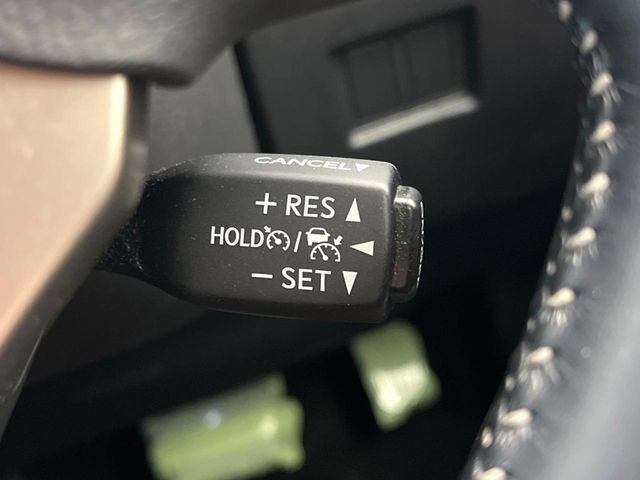 CANCEL▼
+ RES ▲
HOLD / ◀
− SET ▼